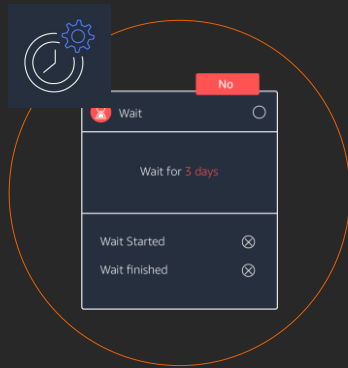 No
Wait
Wait for 3 days
Wait Started
Wait finished